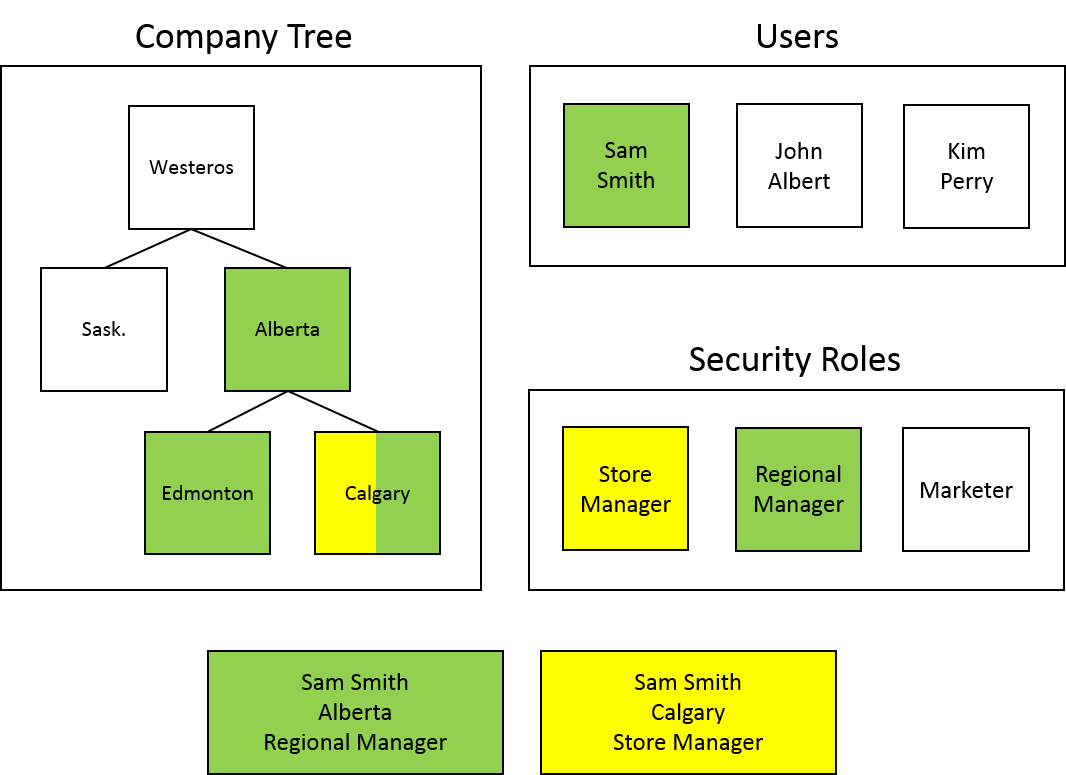 Company Tree
Westeros
Sask.
Alberta
Edmonton
Calgary
Users
Sam
Smith
John
Albert
Kim
Perry
Security Roles
Store
Manager
Regional
Manager
Marketer
Sam Smith
Alberta
Regional Manager
Sam Smith
Calgary
Store Manager